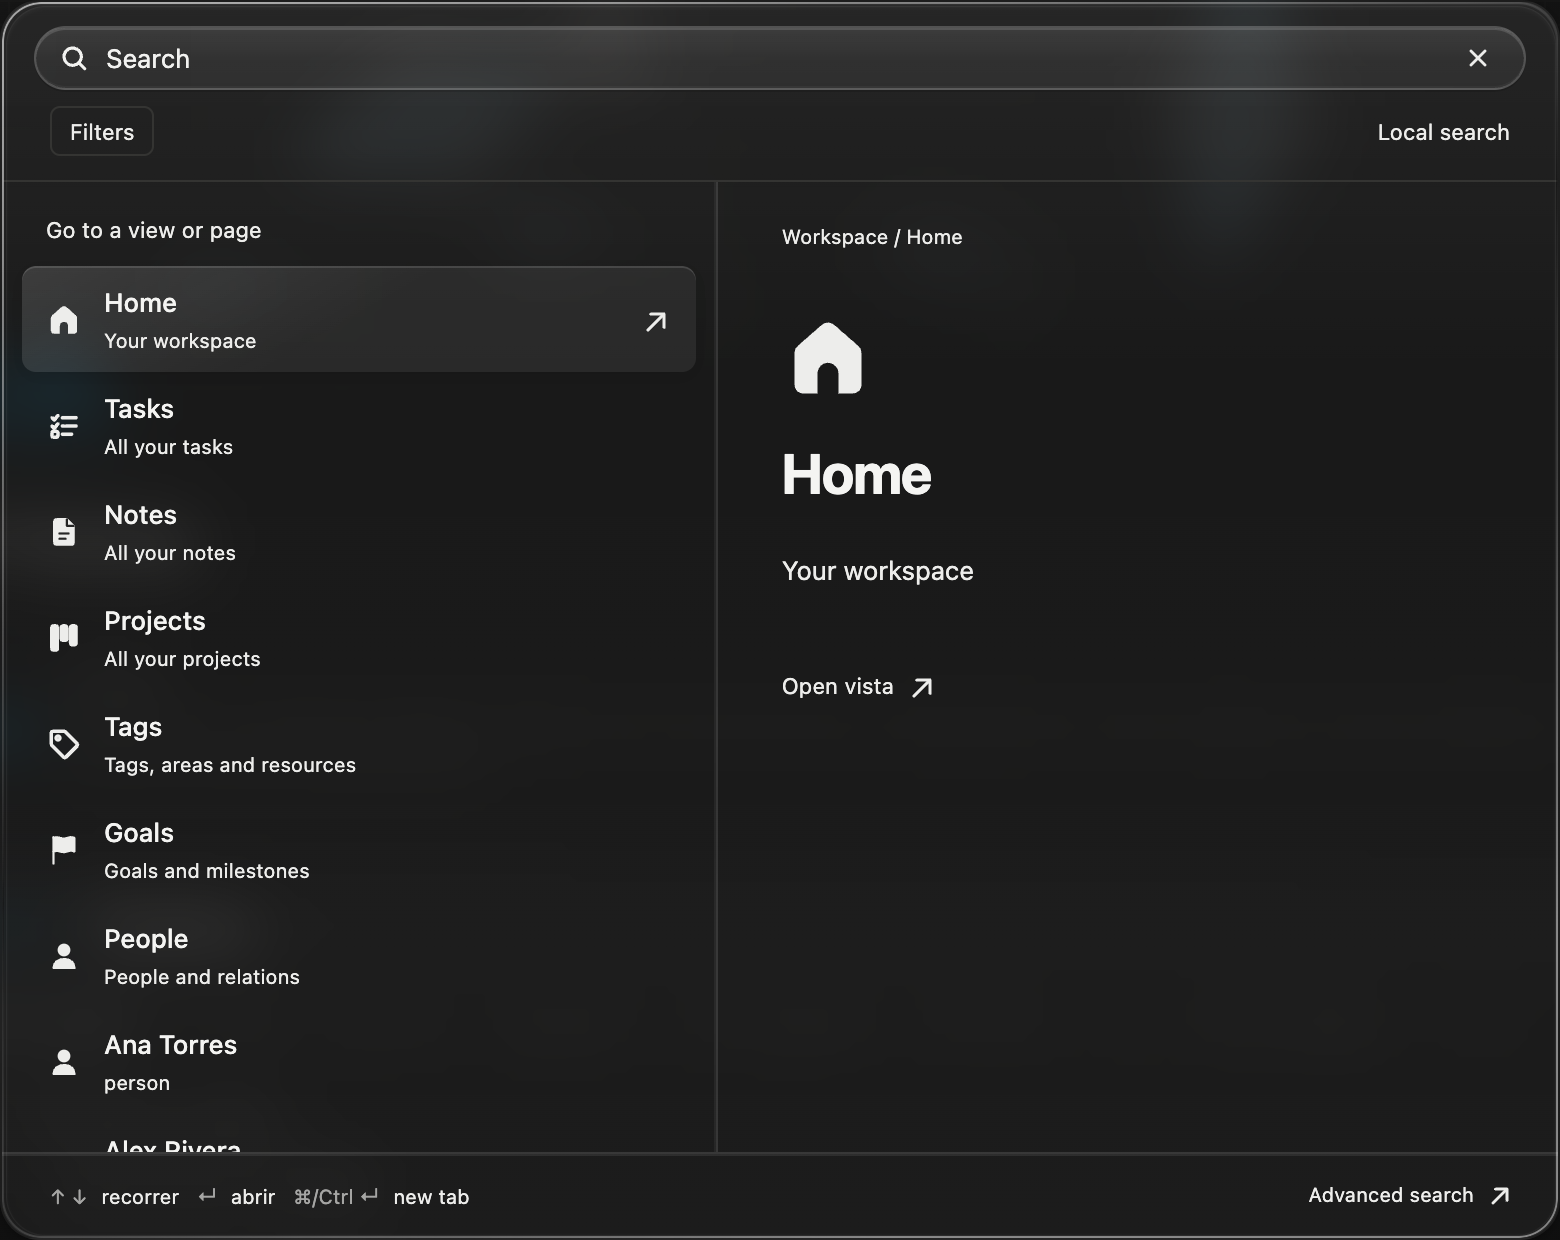 Search
Filters
Local search
Go to a view or page
Home
Your workspace
Tasks
All your tasks
Notes
All your notes
Projects
All your projects
Tags
Tags, areas and resources
Goals
Goals and milestones
People
People and relations
Ana Torres
person
Alex Rivera
Workspace / Home
Home
Your workspace
Open vista
↑ ↓ recorrer ↵ abrir ⌘/Ctrl ↵ new tab
Advanced search